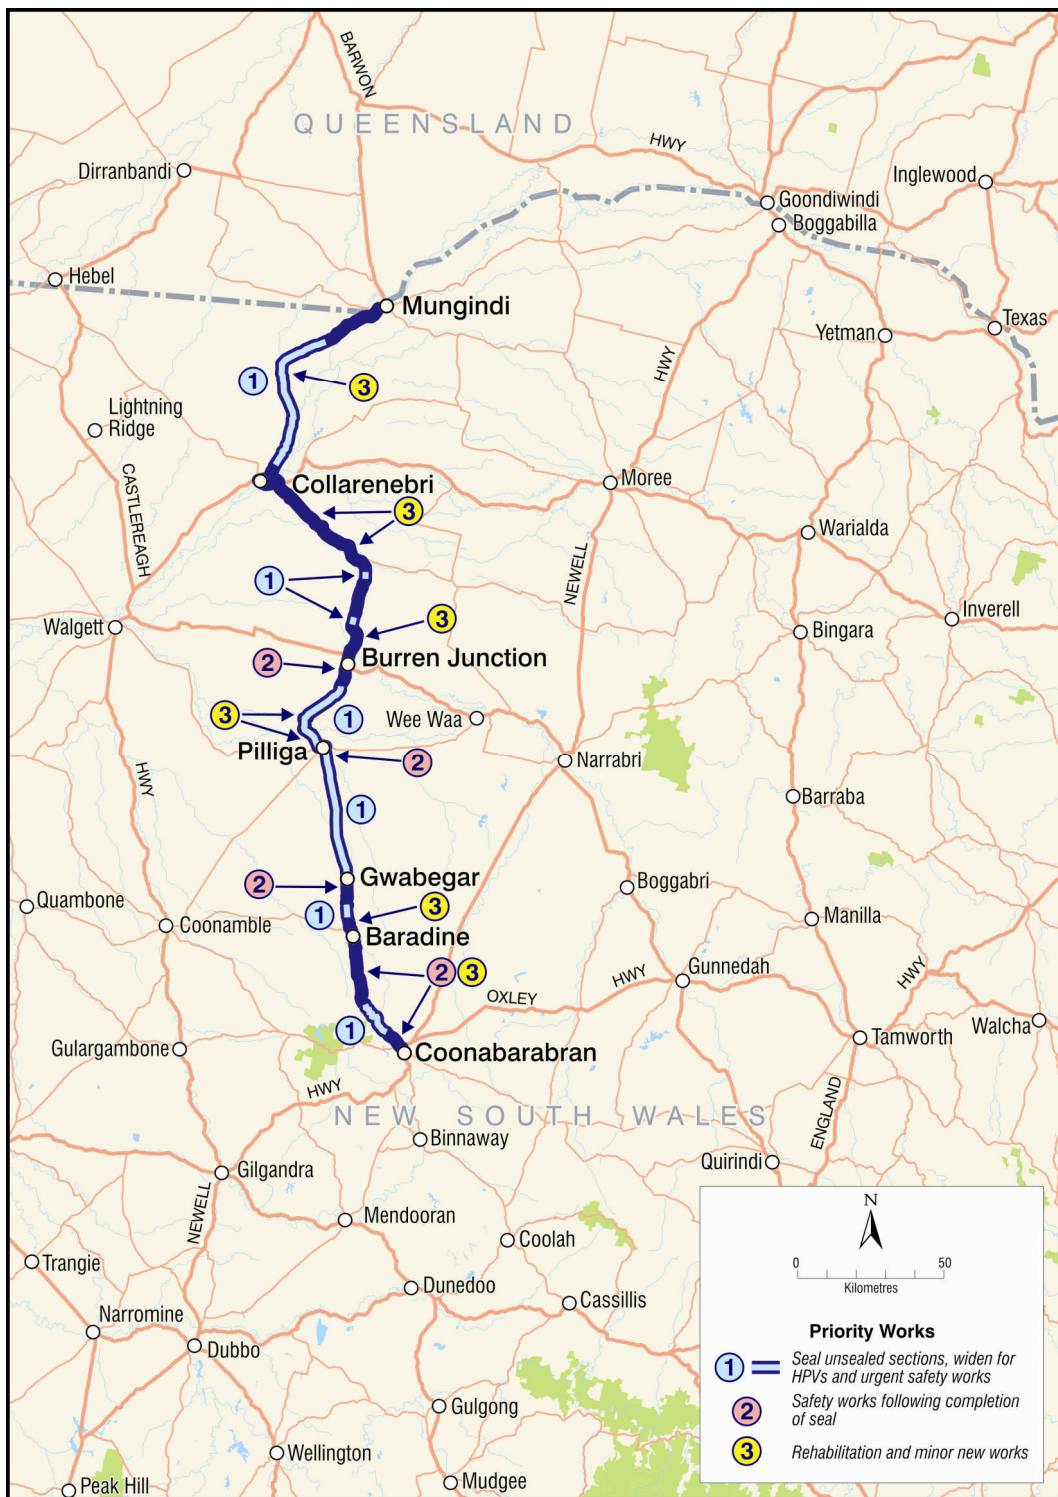 BARWON
QUEENSLAND
HWY
Dirranbandi
Inglewood
Goondiwindi
Boggabilla
Hebel
Mungindi
Texas
Yetman
HWY
1
3
Lightning
Ridge
CASTLEREAGH
Collarenebri
Moree
3
Warialda
NEWELL
1
Inverell
Walgett
3
Bingara
2
Burren Junction
3
1
Wee Waa
Pilliga
2
Narrabri
HWY
1
Barraba
2
Gwabegar
Boggabri
Quambone
1
3
Coonamble
Manilla
Baradine
2
3
Gunnedah
HWY
HWY
OXLEY
1
Walcha
Gulargambone
Coonabarabran
Tamworth
HWY
NEW SOUTH WALES
ENGLAND
Binnaway
Quirindi
Gilgandra
NEWELL
Mendooran
Coolah
Trangie
Dunedoo
Cassillis
Narromine
Dubbo
Gulgong
Wellington
Mudgee
Peak Hill
N
0 50
Kilometres
Priority Works
1 Seal unsealed sections, widen for
HPVs and urgent safety works
2 Safety works following completion
of seal
3 Rehabilitation and minor new works